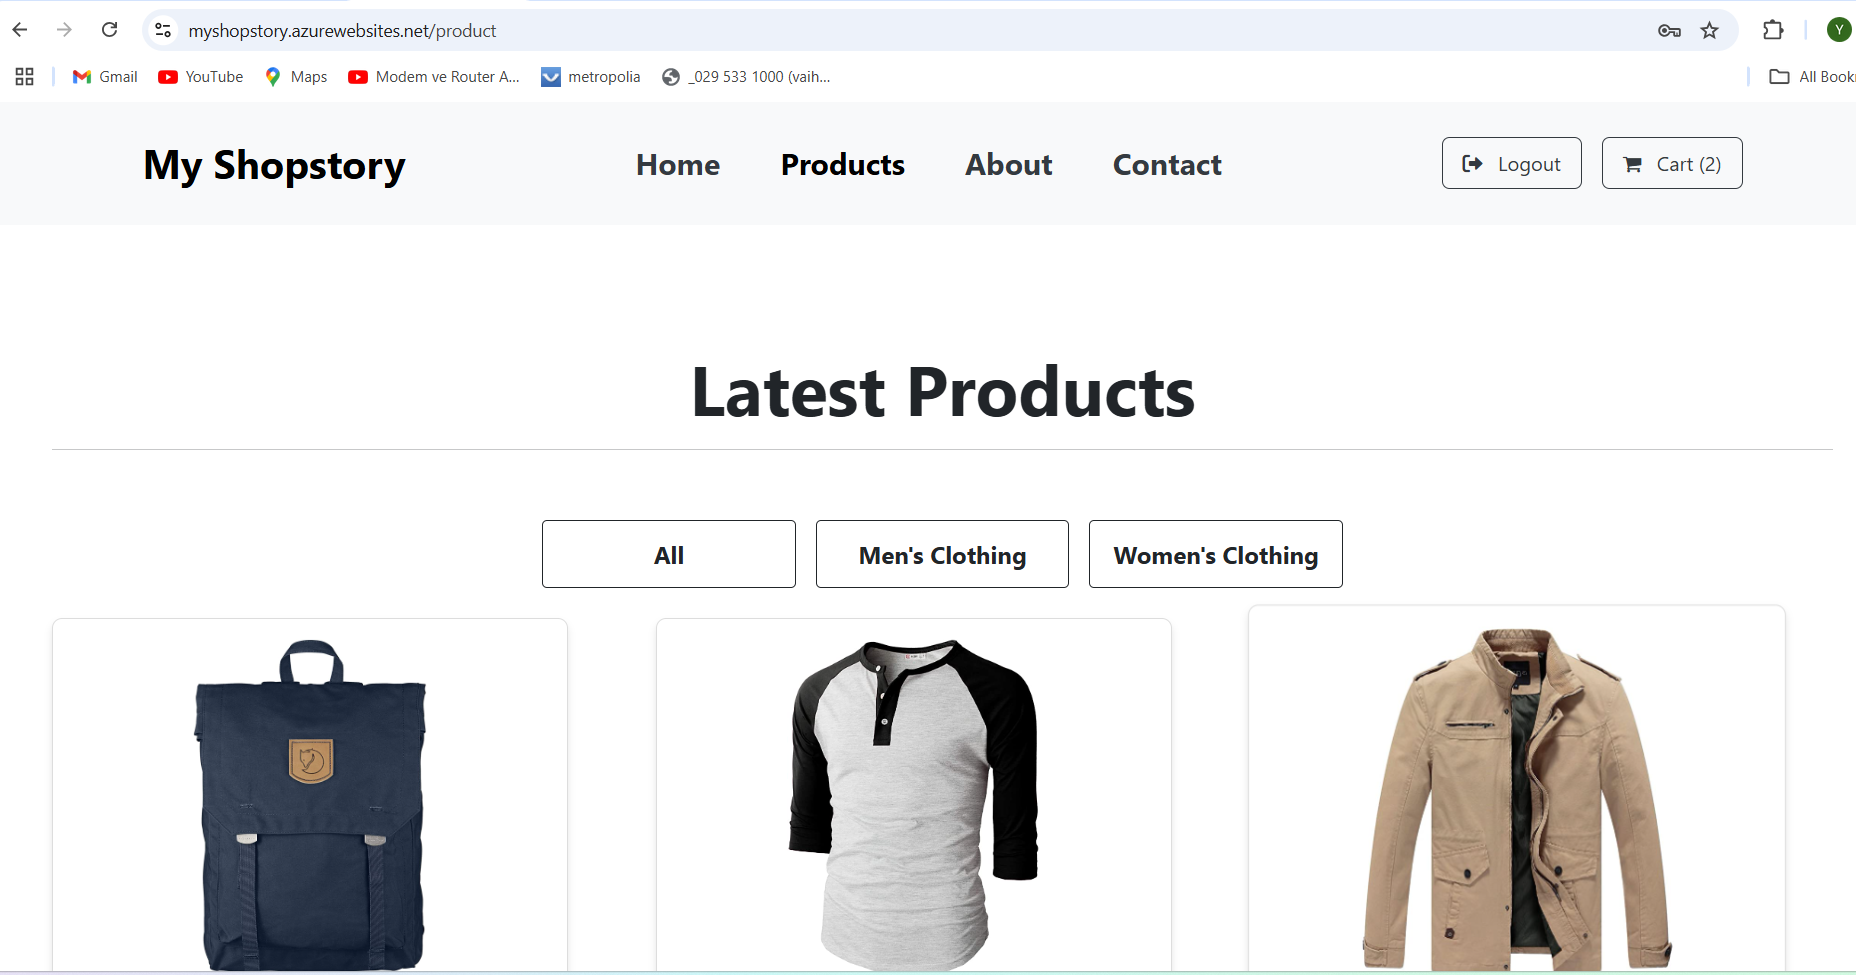 myshopstory.azurewebsites.net/product
Y
Gmail YouTube Maps Modem ve Router A... metropolia _029 533 1000 (vaih... All Book
My Shopstory Home Products About Contact Logout Cart (2)
Latest Products
All Men's Clothing Women's Clothing